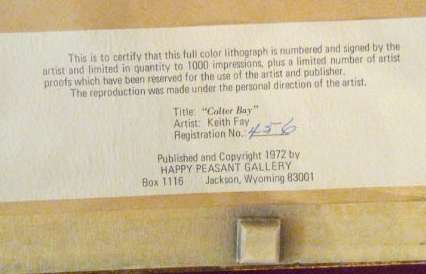 This is to certify that this full color lithograph is numbered and signed by the
artist and limited in quantity to 1000 impressions, plus a limited number of artist
proofs which have been reserved for the use of the artist and publisher.
The reproduction was made under the personal direction of the artist.
Title: "Colter Bay"
Artist: Keith Fay
Registration No.: 456
Published and Copyright 1972 by
HAPPY PEASANT GALLERY
Box 1116 Jackson, Wyoming 83001